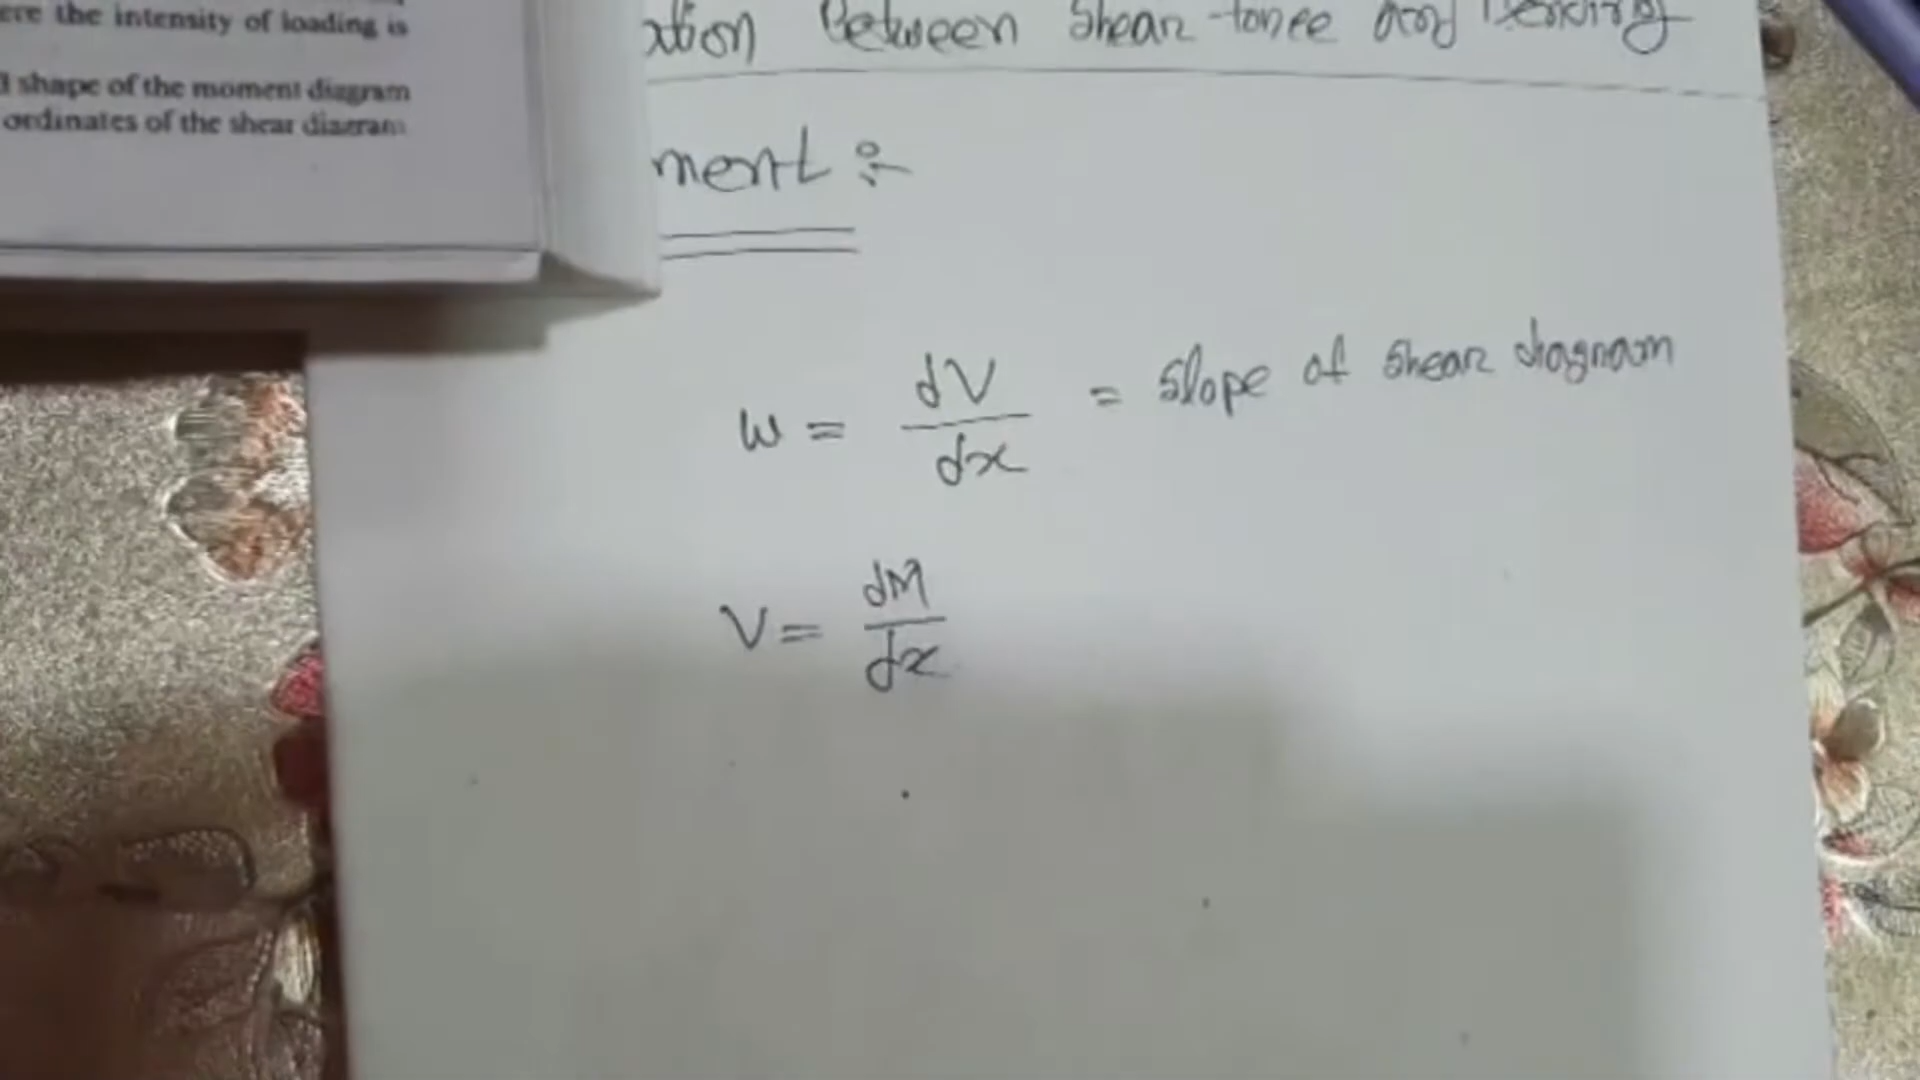 ere the intensity of loading is
shape of the moment diagram
ordinates of the shear diagram
ation Between Shear force and Bending
ment :-
w = dV/dx = Slope of Shear diagram
V = dM/dx